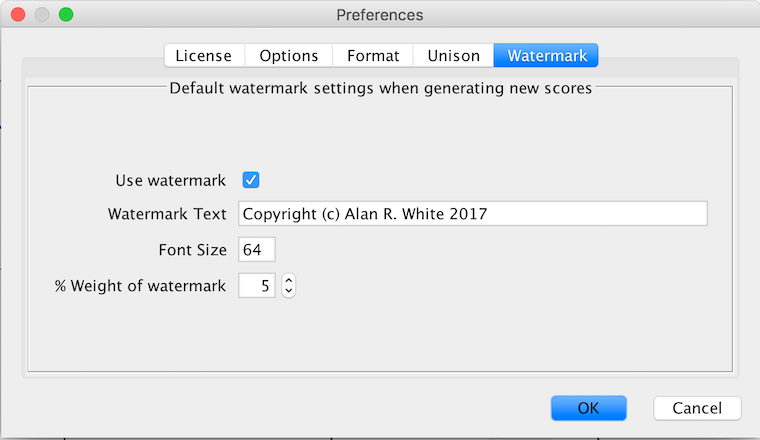 Preferences
License Options Format Unison Watermark
Default watermark settings when generating new scores
Use watermark
Watermark Text Copyright (c) Alan R. White 2017
Font Size 64
% Weight of watermark 5
OK Cancel